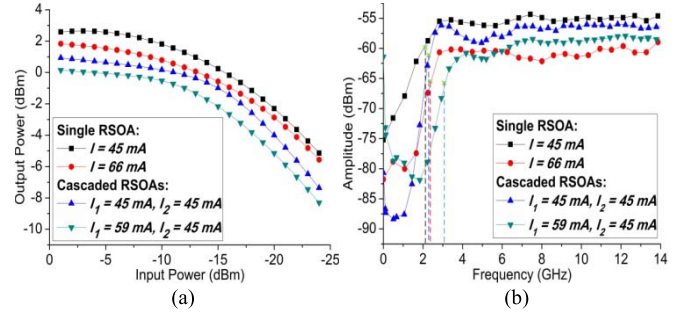 4
2
0
-2
-4
-6
-8
-10
0
-5
-10
-15
-20
-25
Output Power (dBm)
Input Power (dBm)
Single RSOA:
I = 45 mA
I = 66 mA
Cascaded RSOAs:
I1 = 45 mA, I2 = 45 mA
I1 = 59 mA, I2 = 45 mA
(a)
-55
-60
-65
-70
-75
-80
-85
-90
0
2
4
6
8
10
12
14
Amplitude (dBm)
Frequency (GHz)
Single RSOA:
I = 45 mA
I = 66 mA
Cascaded RSOAs:
I1 = 45 mA, I2 = 45 mA
I1 = 59 mA, I2 = 45 mA
(b)